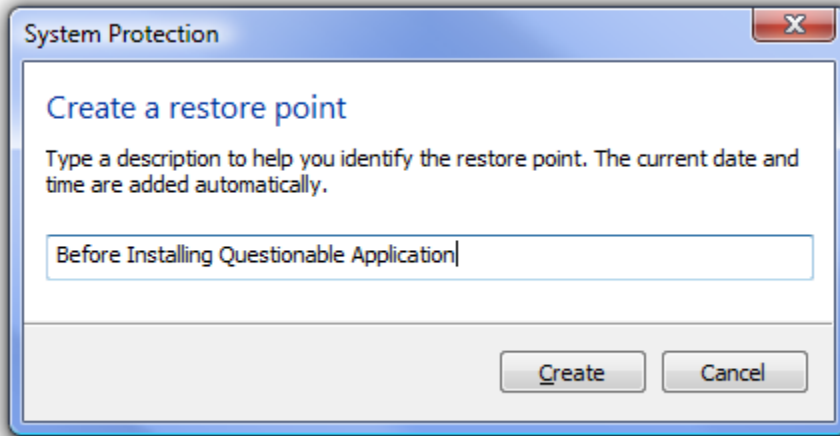 System Protection
Create a restore point
Type a description to help you identify the restore point. The current date and
time are added automatically.
Before Installing Questionable Application
Create
Cancel